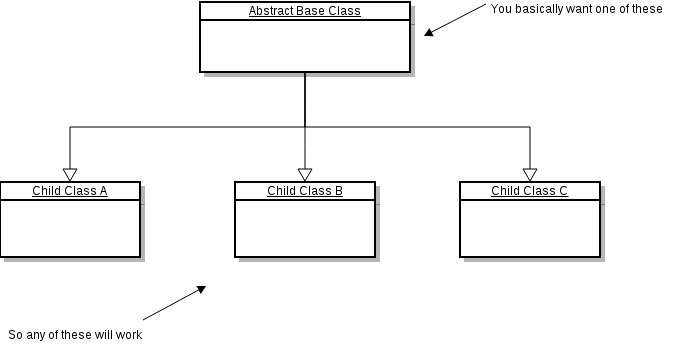 Abstract Base Class
You basically want one of these
Child Class A
Child Class B
Child Class C
So any of these will work